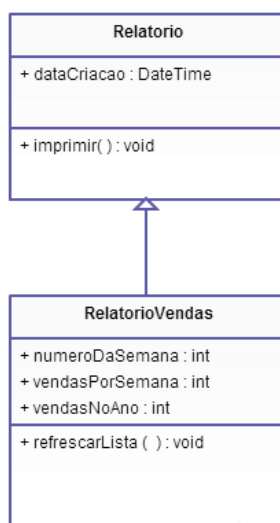 Relatorio
+ dataCriacao : DateTime
+ imprimir( ) : void
RelatorioVendas
+ numeroDaSemana : int
+ vendasPorSemana : int
+ vendasNoAno : int
+ refrescarLista ( ) : void